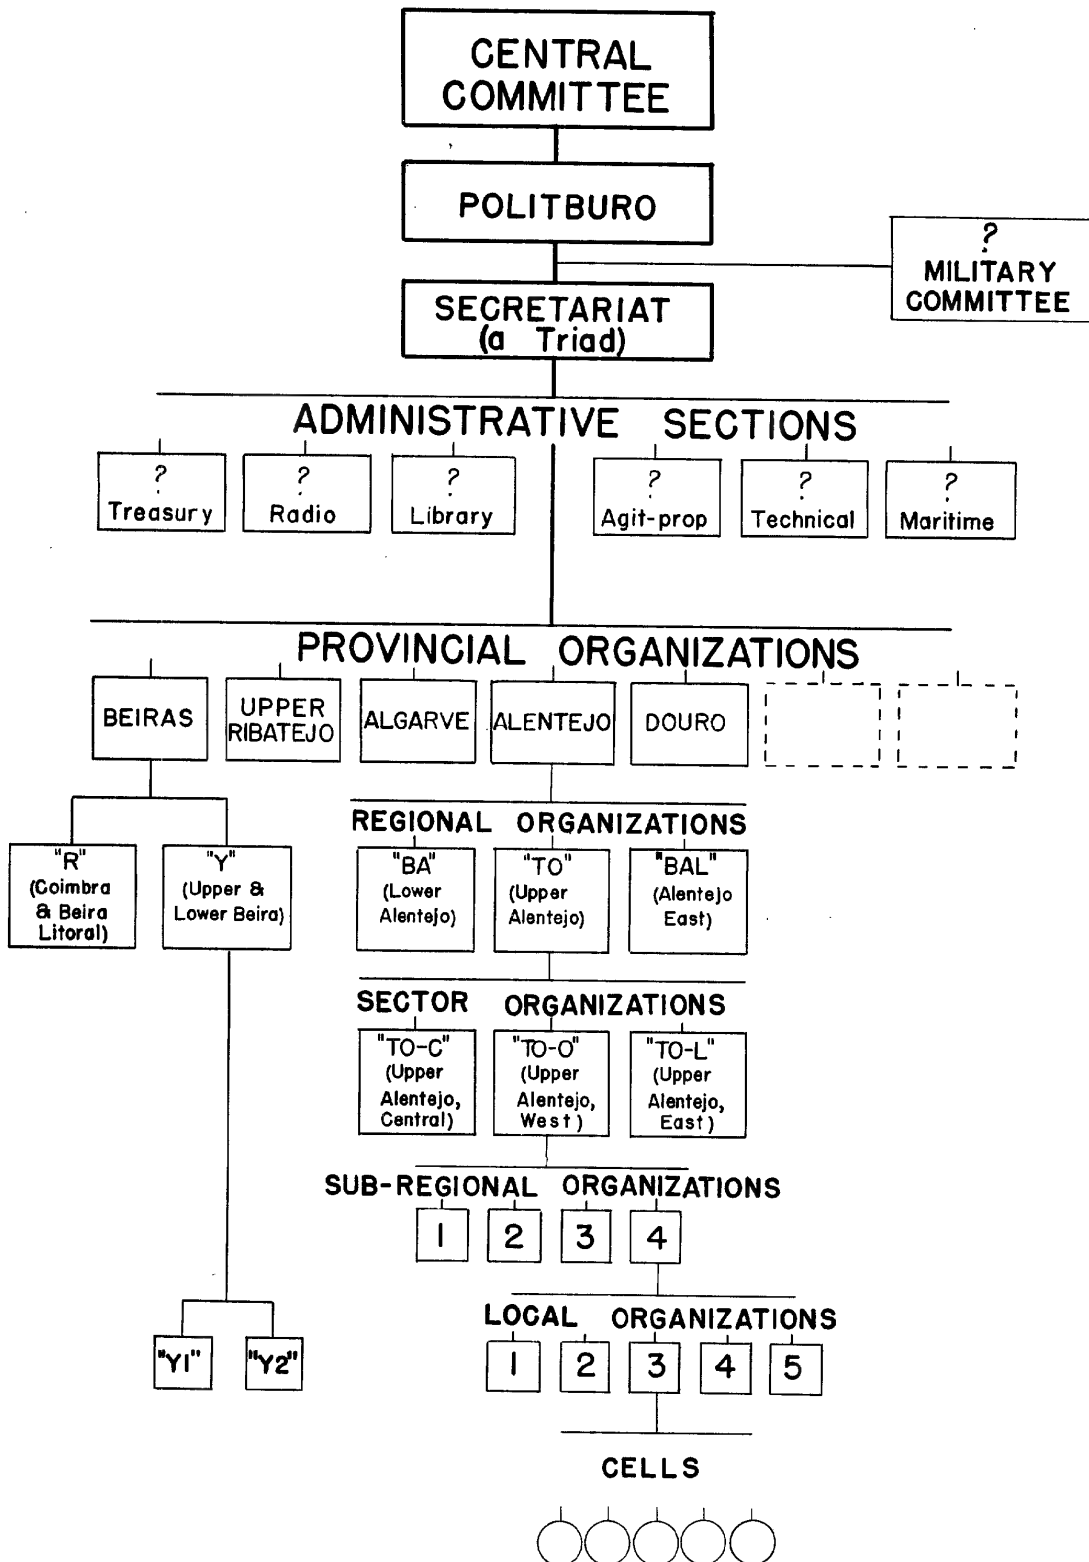 CENTRAL
COMMITTEE
POLITBURO
?
MILITARY
COMMITTEE
SECRETARIAT
(a Triad)
ADMINISTRATIVE SECTIONS
?
Treasury
?
Radio
?
Library
?
Agit-prop
?
Technical
?
Maritime
PROVINCIAL ORGANIZATIONS
BEIRAS
UPPER
RIBATEJO
ALGARVE
ALENTEJO
DOURO
"R"
(Coimbra
& Beira
Litoral)
"Y"
(Upper &
Lower Beira)
REGIONAL ORGANIZATIONS
"BA"
(Lower
Alentejo)
"TO"
(Upper
Alentejo)
"BAL"
(Alentejo
East)
SECTOR ORGANIZATIONS
"TO-C"
(Upper
Alentejo,
Central)
"TO-O"
(Upper
Alentejo,
West)
"TO-L"
(Upper
Alentejo,
East)
SUB-REGIONAL ORGANIZATIONS
1 2 3 4
"Y1" "Y2"
LOCAL ORGANIZATIONS
1 2 3 4 5
CELLS